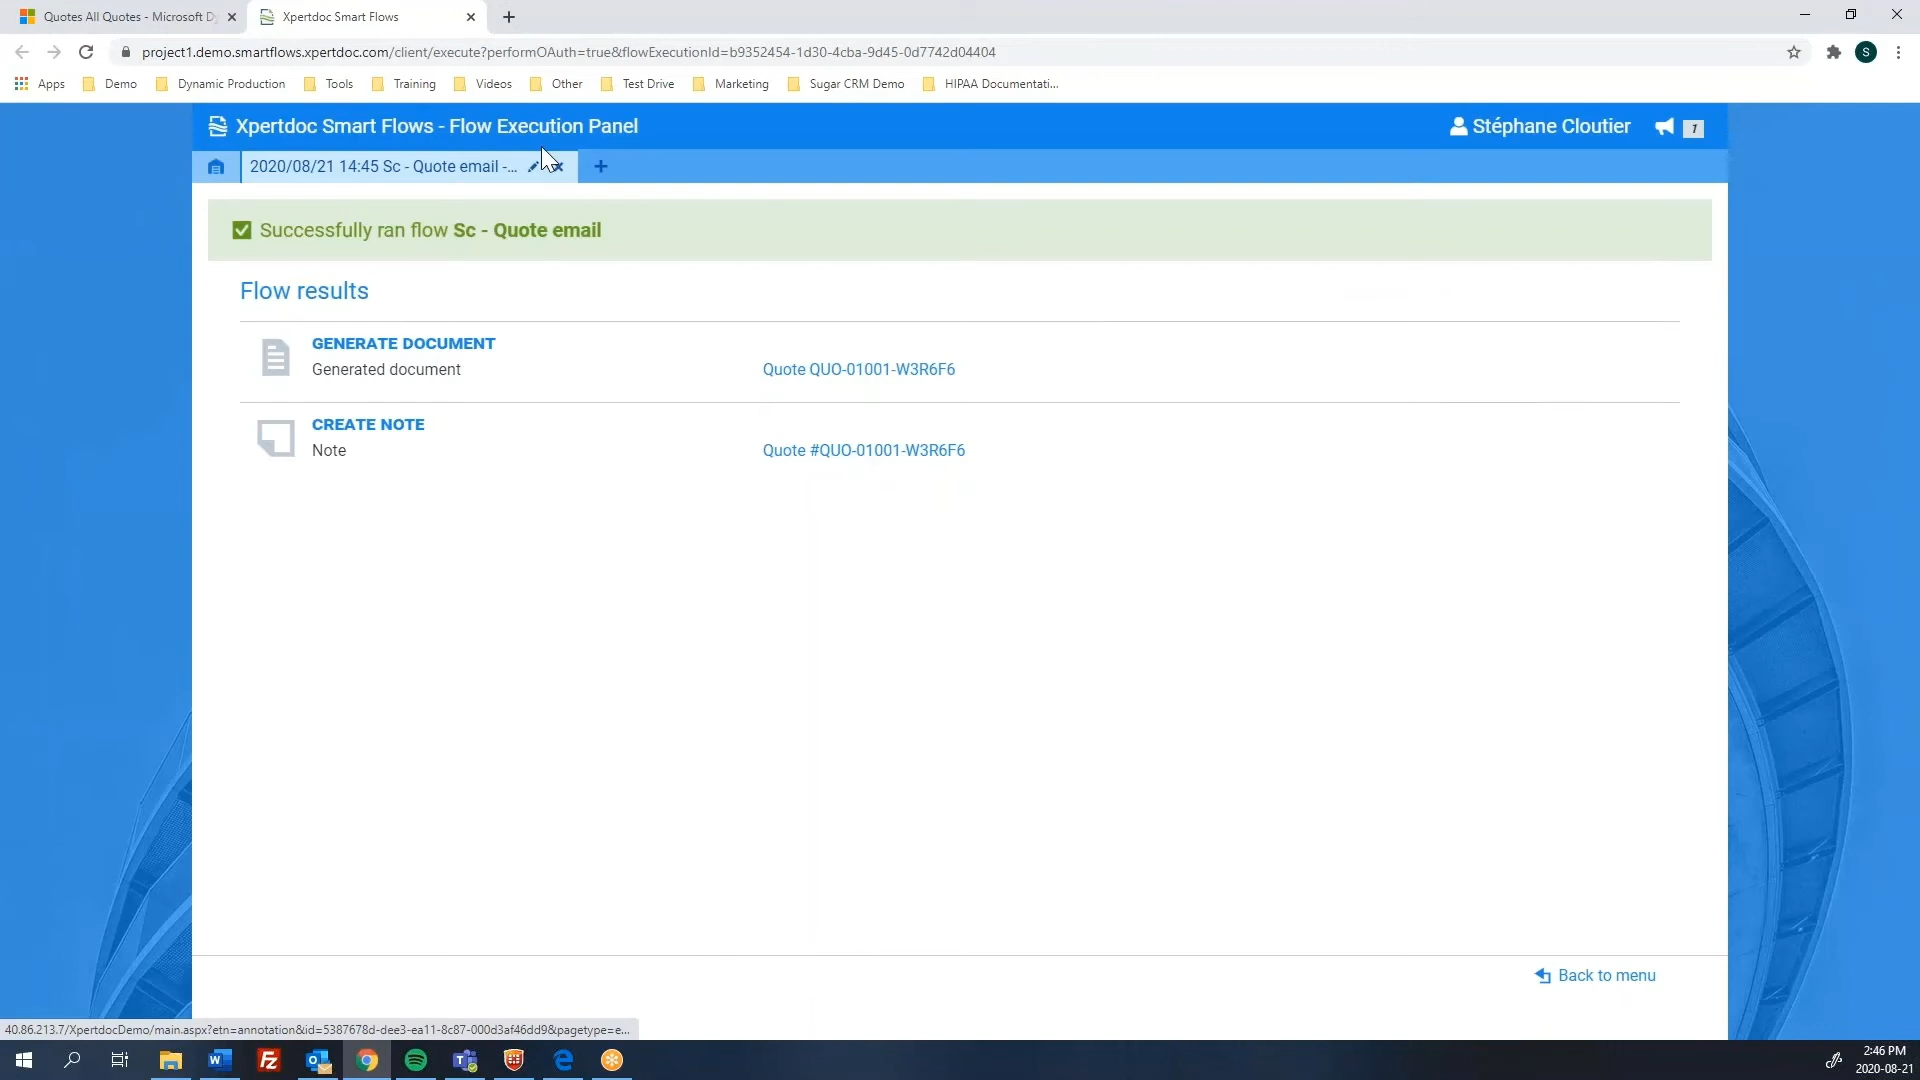 Quotes All Quotes - Microsoft Dy
Xpertdoc Smart Flows
project1.demo.smartflows.xpertdoc.com/client/execute?performOAuth=true&flowExecutionId=b9352454-1d30-4cba-9d45-0d7742d04404
S
Apps
Demo
Dynamic Production
Tools
Training
Videos
Other
Test Drive
Marketing
Sugar CRM Demo
HIPAA Documentati...
Xpertdoc Smart Flows - Flow Execution Panel
Stéphane Cloutier
1
2020/08/21 14:45 Sc - Quote email -...
Successfully ran flow Sc - Quote email
Flow results
GENERATE DOCUMENT
Generated document
Quote QUO-01001-W3R6F6
CREATE NOTE
Note
Quote #QUO-01001-W3R6F6
Back to menu
40.86.213.7/XpertdocDemo/main.aspx?etn=annotation&id=5387678d-dee3-ea11-8c87-000d3af46dd9&pagetype=e...
2:46 PM
2020-08-21